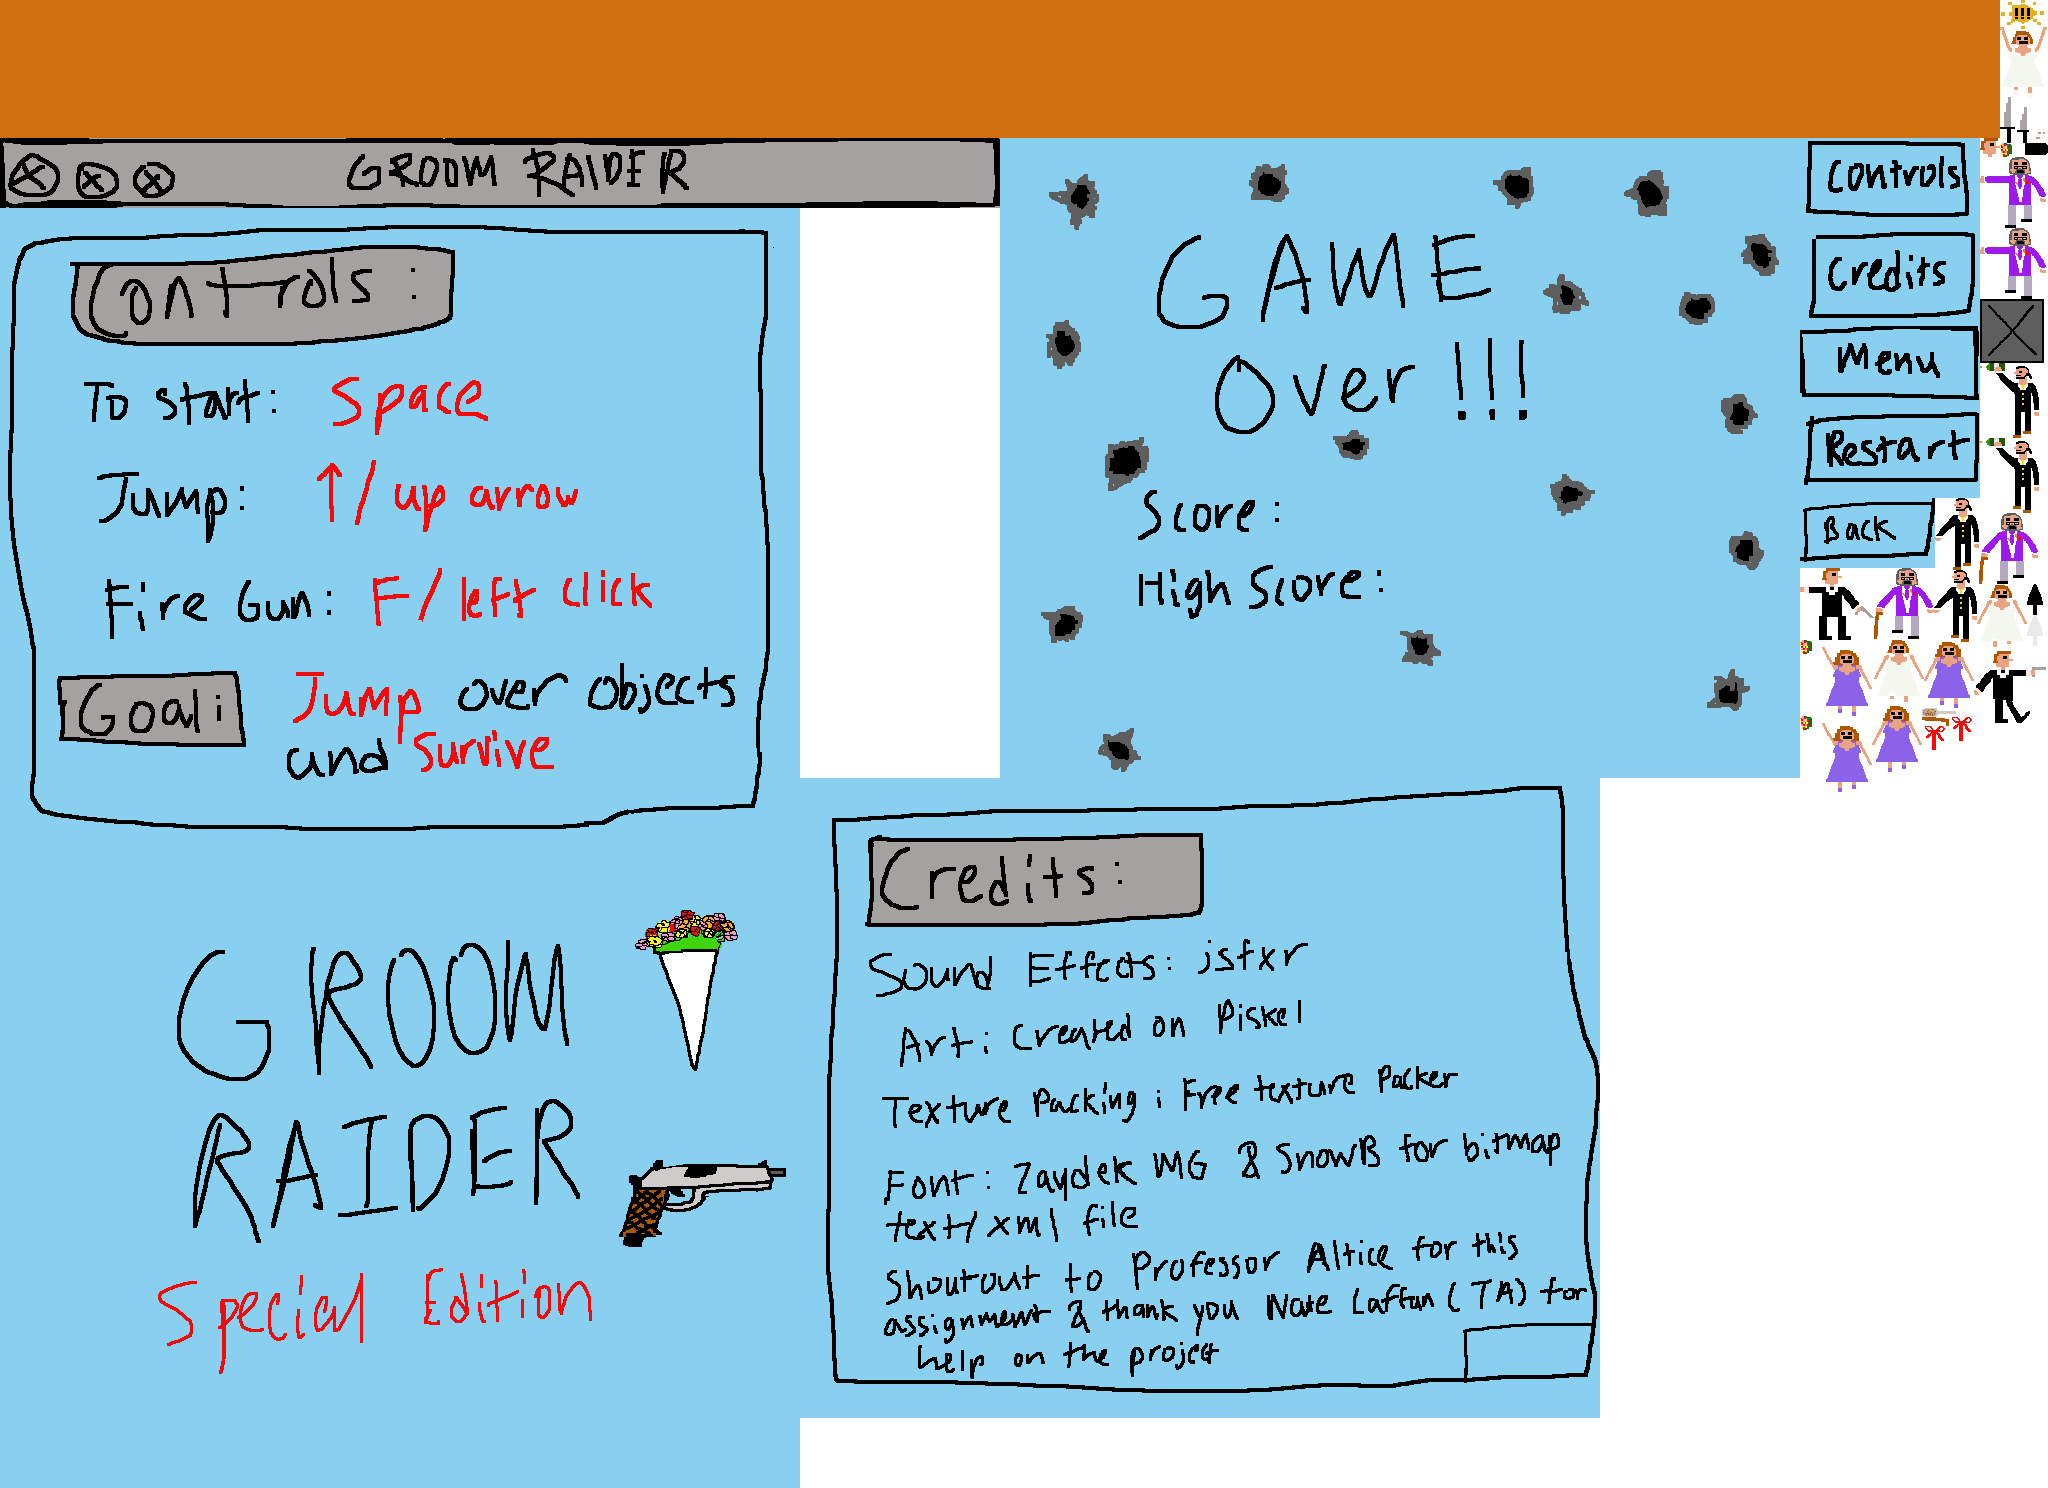 !!!
GROOM RAIDER
Controls:
To start: Space
Jump: ↑/ up arrow
Fire Gun: F/left click
Goal: Jump over objects
and Survive
GAME
Over!!!
Score:
High Score:
Controls
Credits
Menu
Restart
Back
GROOM
RAIDER
Special Edition
Credits:
Sound Effects: jsfxr
Art: Created on Piskel
Texture Packing: Free texture Packer
Font: Zaydek MG & SnowB for bitmap
text/xml file
Shoutout to Professor Altice for this
assignment & thank you Nate Laffan (TA) for
help on the project